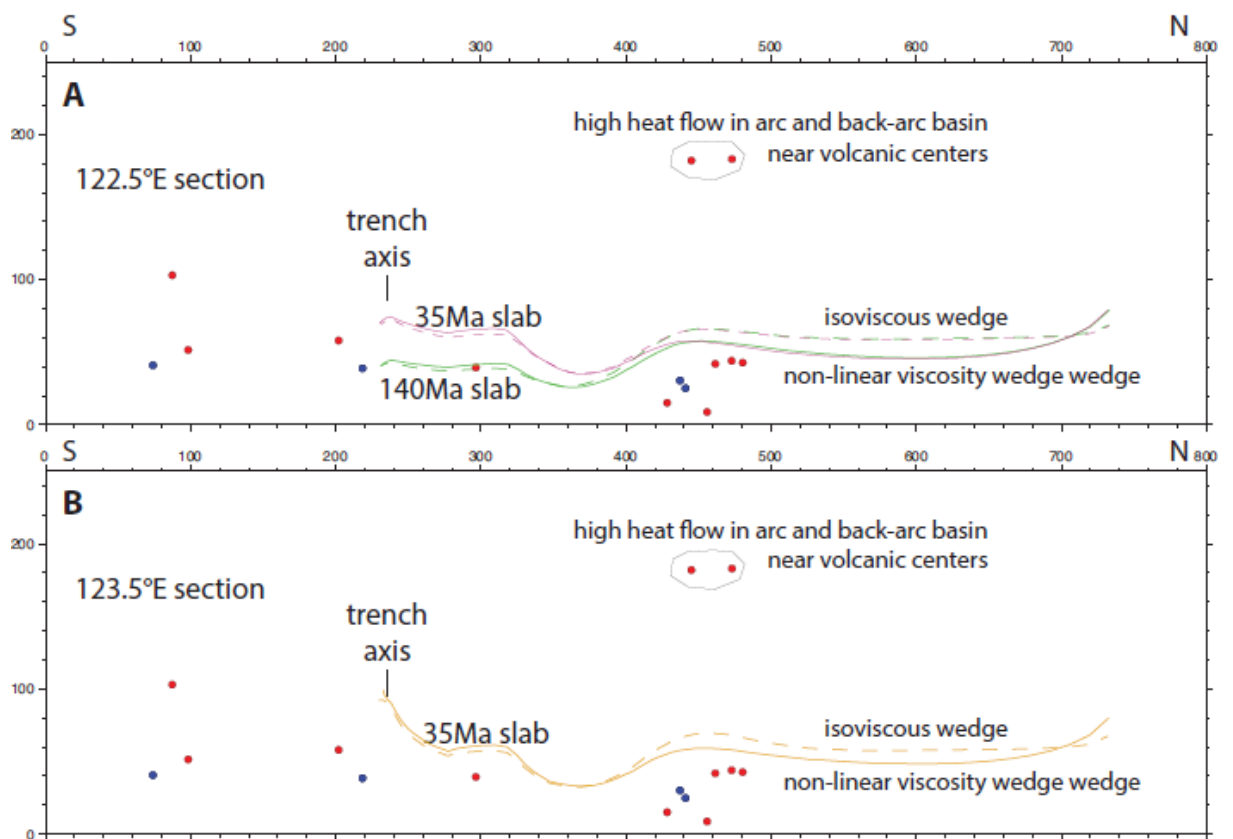 S N
0 100 200 300 400 500 600 700 800
A
200
high heat flow in arc and back-arc basin
near volcanic centers
122.5°E section
trench
axis
100
35Ma slab
isoviscous wedge
140Ma slab
non-linear viscosity wedge wedge
0
S N
0 100 200 300 400 500 600 700 800
B
200
high heat flow in arc and back-arc basin
near volcanic centers
123.5°E section
trench
axis
100
35Ma slab
isoviscous wedge
non-linear viscosity wedge wedge
0